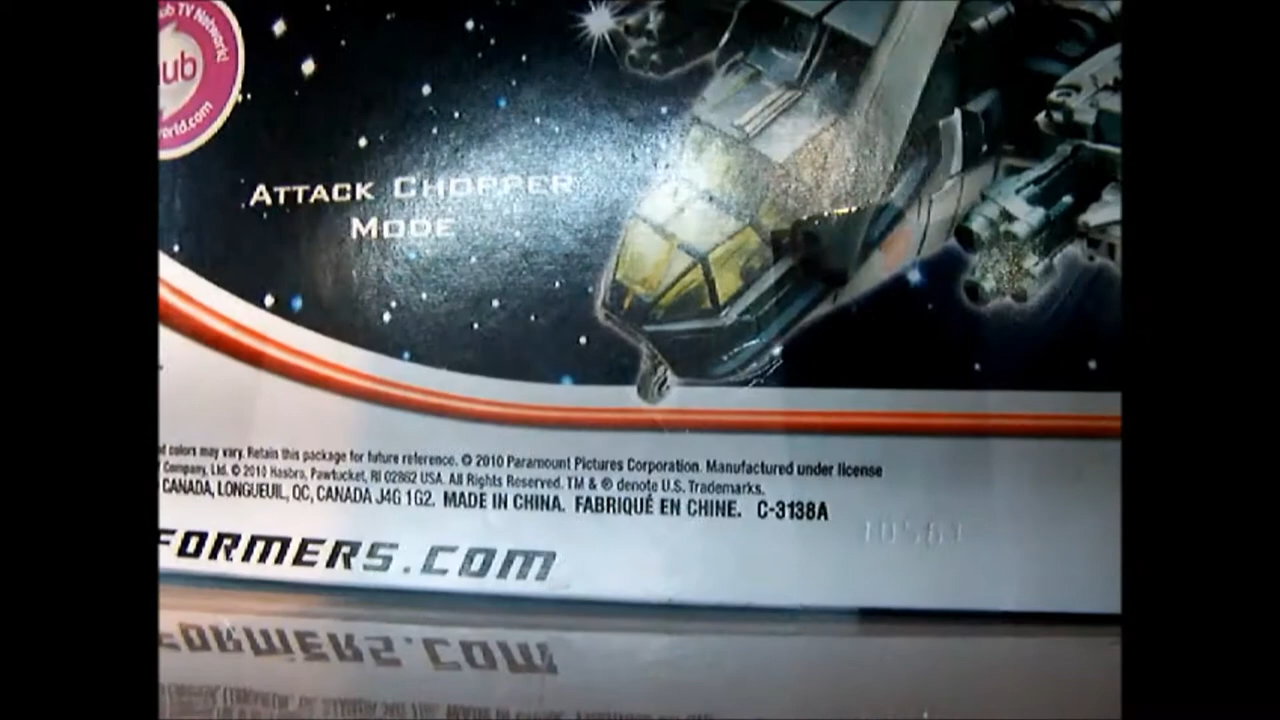 ub TV Network!
ub
orld.com
ATTACK CHOPPER
MODE
colors may vary. Retain this package for future reference. © 2010 Paramount Pictures Corporation. Manufactured under license
Company, Ltd. © 2010 Hasbro, Pawtucket, RI 02862 USA. All Rights Reserved. TM & ® denote U.S. Trademarks.
CANADA, LONGUEUIL, QC, CANADA J4G 1G2. MADE IN CHINA. FABRIQUÉ EN CHINE. C-3138A
FORMERS.COM